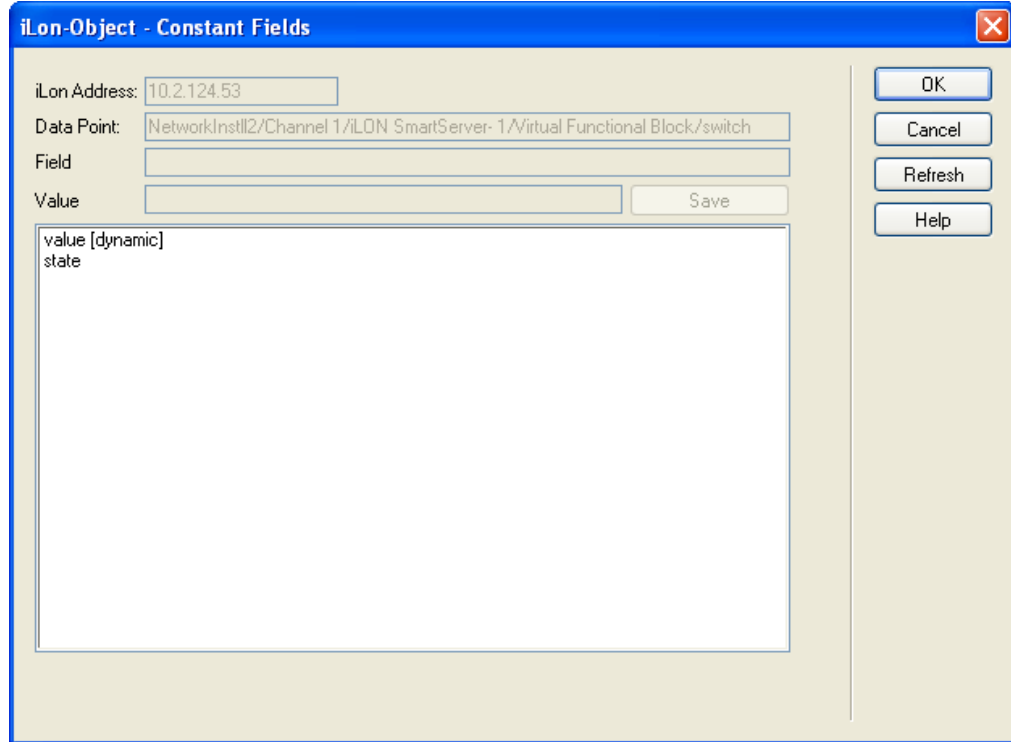 iLon-Object - Constant Fields
iLon Address: 10.2.124.53
Data Point: NetworkInstll2/Channel 1/iLON SmartServer- 1/Virtual Functional Block/switch
Field
Value
Save
value [dynamic]
state
OK
Cancel
Refresh
Help